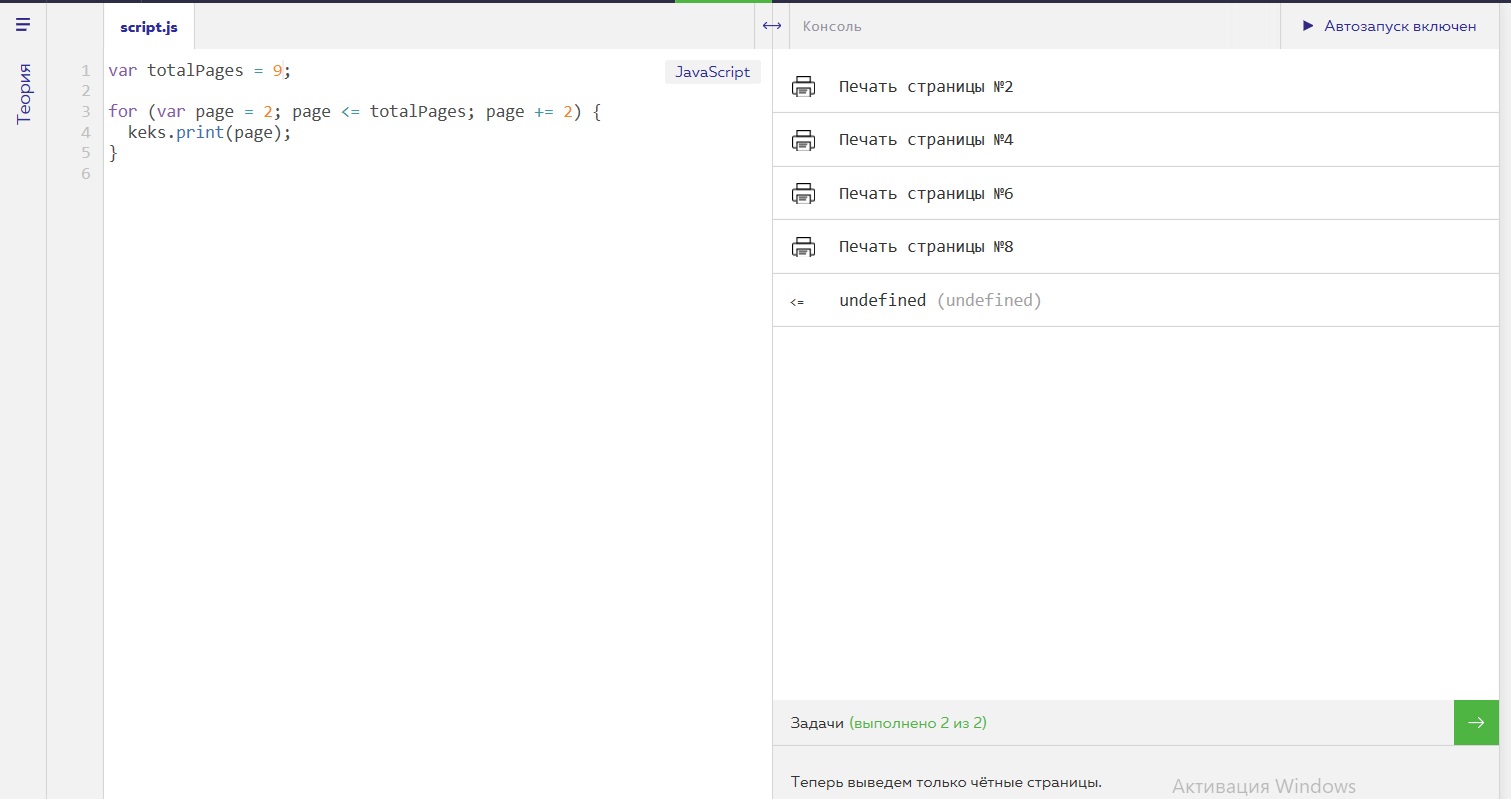 script.js
Консоль
Автозапуск включен
Теория
JavaScript
1 var totalPages = 9;
2
3 for (var page = 2; page <= totalPages; page += 2) {
4   keks.print(page);
5 }
6
Печать страницы №2
Печать страницы №4
Печать страницы №6
Печать страницы №8
<= undefined (undefined)
Задачи (выполнено 2 из 2)
Теперь выведем только чётные страницы.
Активация Windows